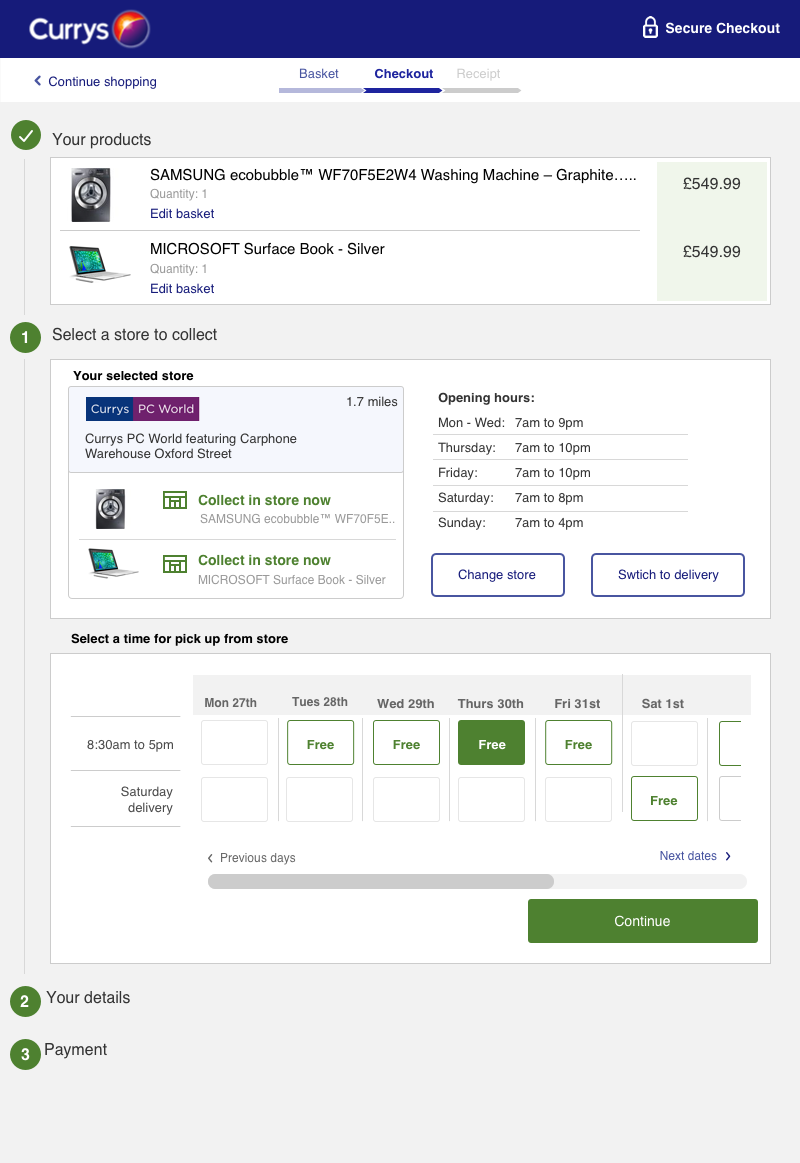 Currys
Secure Checkout
Continue shopping
Basket
Checkout
Receipt
Your products
SAMSUNG ecobubble™ WF70F5E2W4 Washing Machine – Graphite…..
£549.99
Quantity: 1
Edit basket
MICROSOFT Surface Book - Silver
£549.99
Quantity: 1
Edit basket
1
Select a store to collect
Your selected store
Currys PC World
1.7 miles
Currys PC World featuring Carphone
Warehouse Oxford Street
Collect in store now
SAMSUNG ecobubble™ WF70F5E..
Collect in store now
MICROSOFT Surface Book - Silver
Opening hours:
Mon - Wed: 7am to 9pm
Thursday: 7am to 10pm
Friday: 7am to 10pm
Saturday: 7am to 8pm
Sunday: 7am to 4pm
Change store
Swtich to delivery
Select a time for pick up from store
Mon 27th Tues 28th Wed 29th Thurs 30th Fri 31st Sat 1st
8:30am to 5pm Free Free Free Free
Saturday
delivery
Free
Previous days
Next dates
Continue
2
Your details
3
Payment